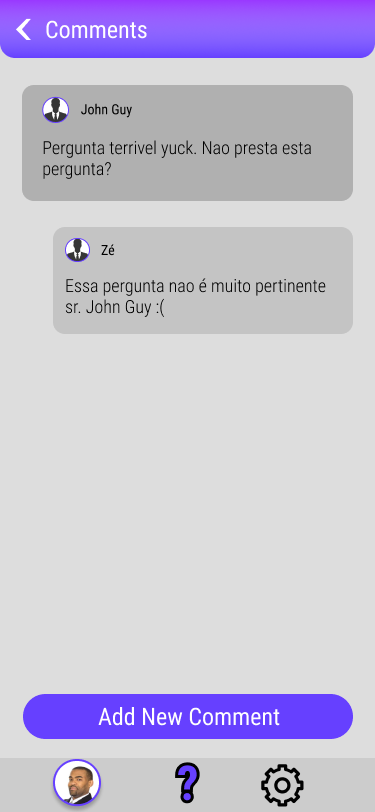 Comments
John Guy
Pergunta terrivel yuck. Nao presta esta
pergunta?
Zé
Essa pergunta nao é muito pertinente
sr. John Guy :(
Add New Comment
?